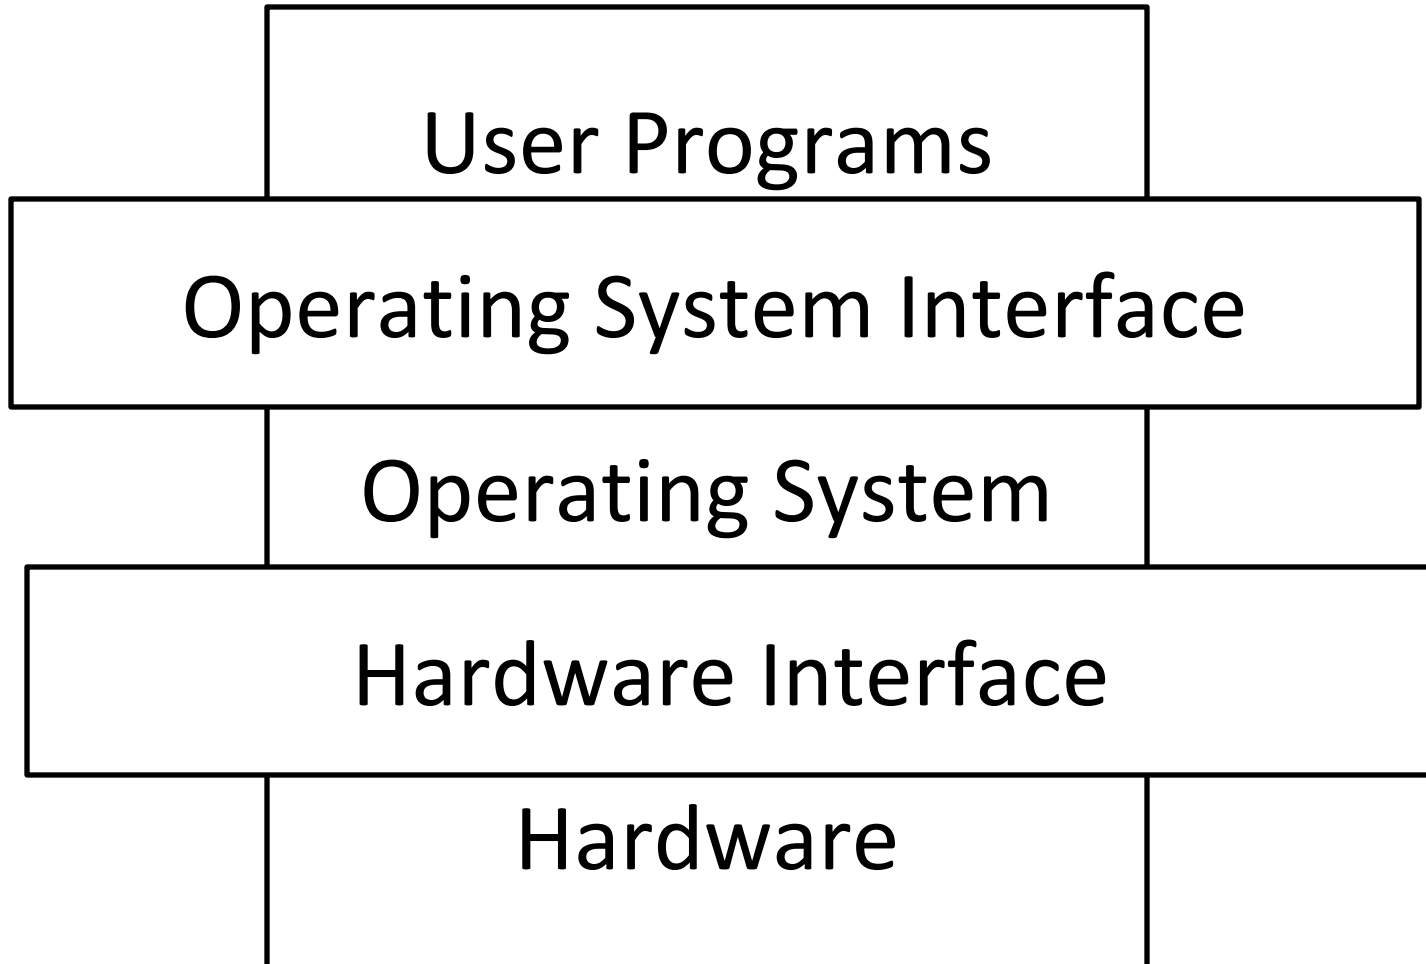 User Programs
Operating System Interface
Operating System
Hardware Interface
Hardware